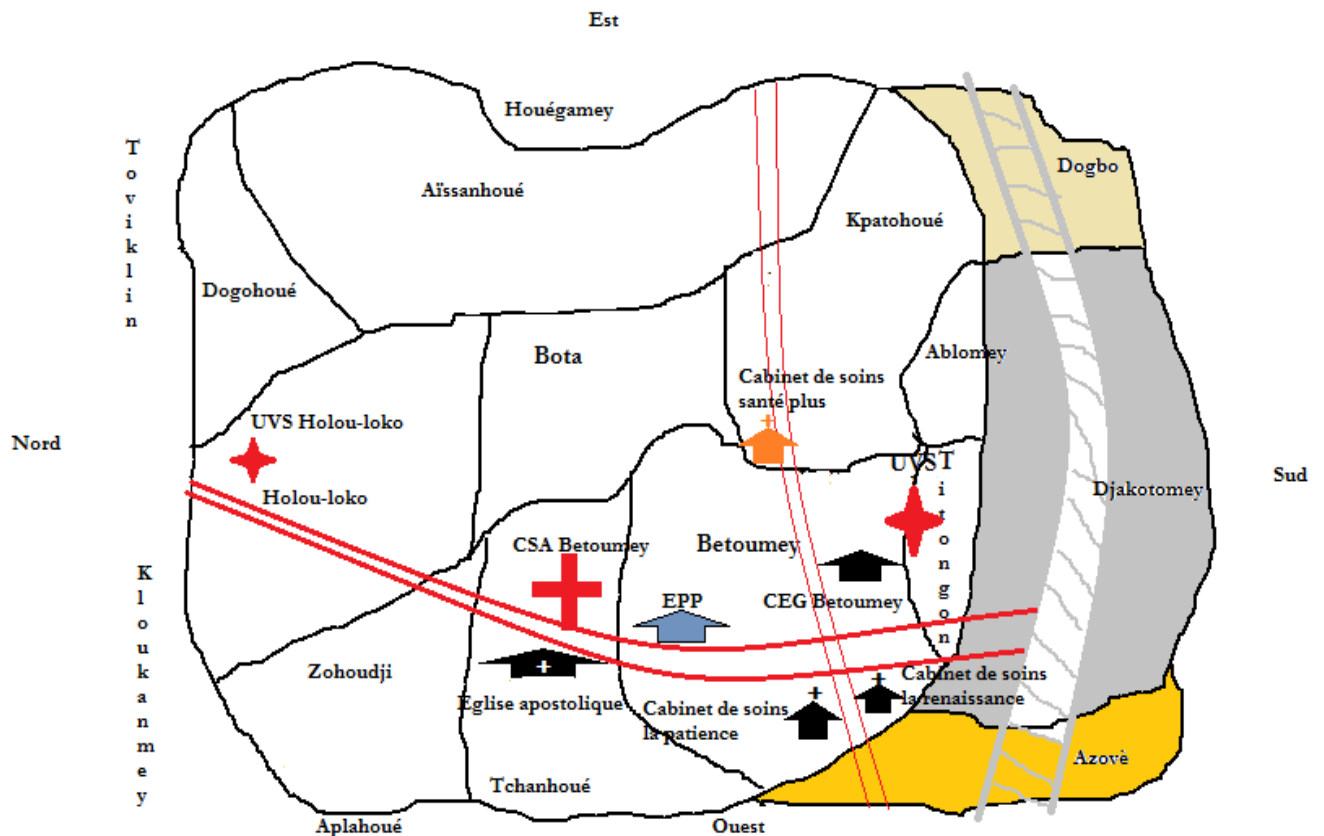 Est
Houégamey
Tovikliin
Dogbo
Aïssanhoué
Kpatohoué
Dogohoué
Ablomey
Bota
Cabinet de soins
santé plus
UVS Holou-loko
Nord
UVS
Titongon
Sud
Djakotomey
Holou-loko
CSA Betoumey
Betoumey
Kloukanmey
EPP
CEG Betoumey
Zohoudji
Eglise apostolique
Cabinet de soins
la patience
Cabinet de soins
la renaissance
Azovè
Tchanhoué
Aplahoué
Ouest